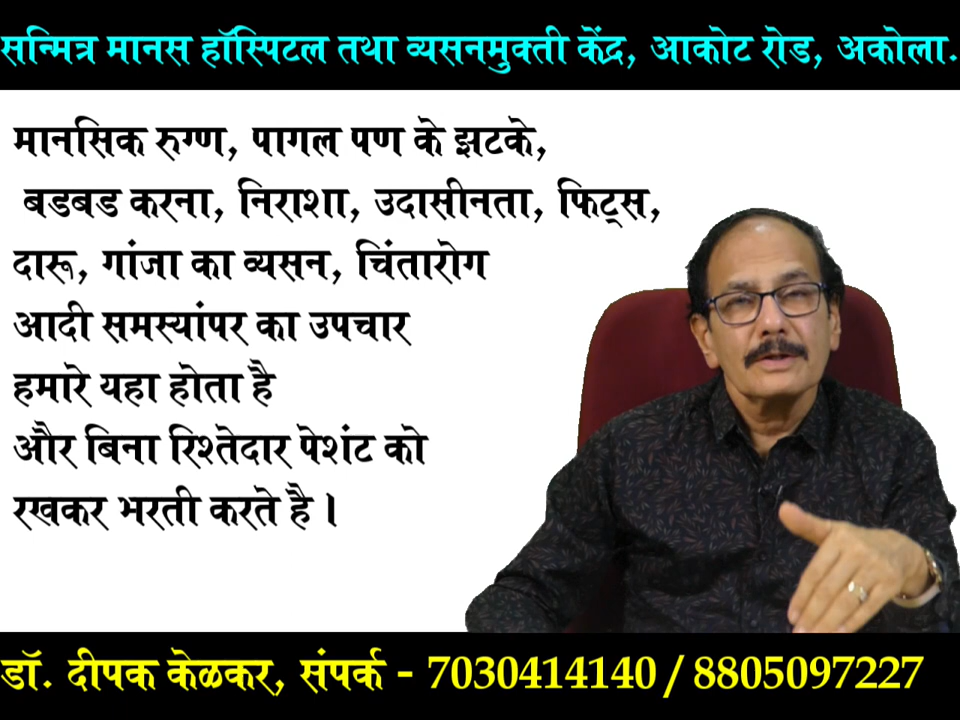 सन्मित्र मानस हॉस्पिटल तथा व्यसनमुक्ती केंद्र, आकोट रोड, अकोला.
मानसिक रुग्ण, पागल पण के झटके,
बडबड करना, निराशा, उदासीनता, फिट्स,
दारू, गांजा का व्यसन, चिंतारोग
आदी समस्यांपर का उपचार
हमारे यहा होता है
और बिना रिश्तेदार पेशंट को
रखकर भरती करते है ।
डॉ. दीपक केळकर, संपर्क - 7030414140 / 8805097227